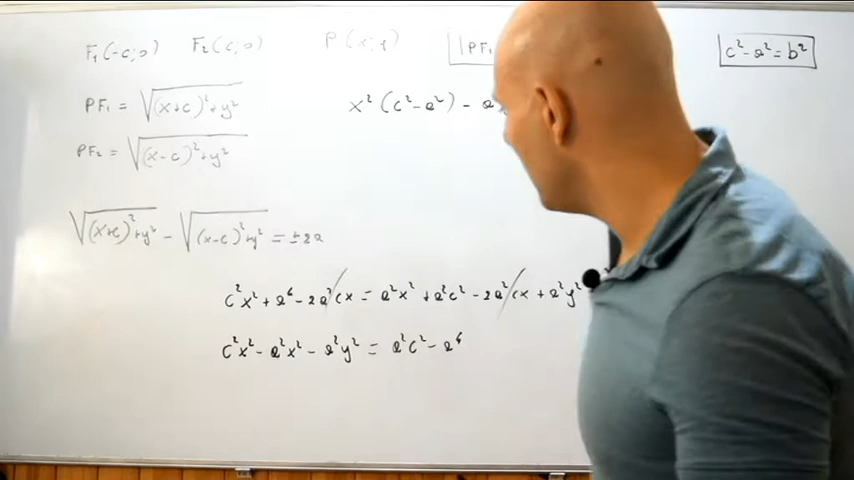 F₁(-c;0) F₂(c;0) P(x;y) |PF₁
c²-a²=b²
PF₁ = √(x+c)²+y²
x²(c²-a²) - a
PF₂ = √(x-c)²+y²
√(x+c)²+y² - √(x-c)²+y² = ±2a
c²x² + a⁴ - 2a²cx = a²x² + a²c² - 2a²cx + a²y²
c²x² - a²x² - a²y² = a²c² - a⁴